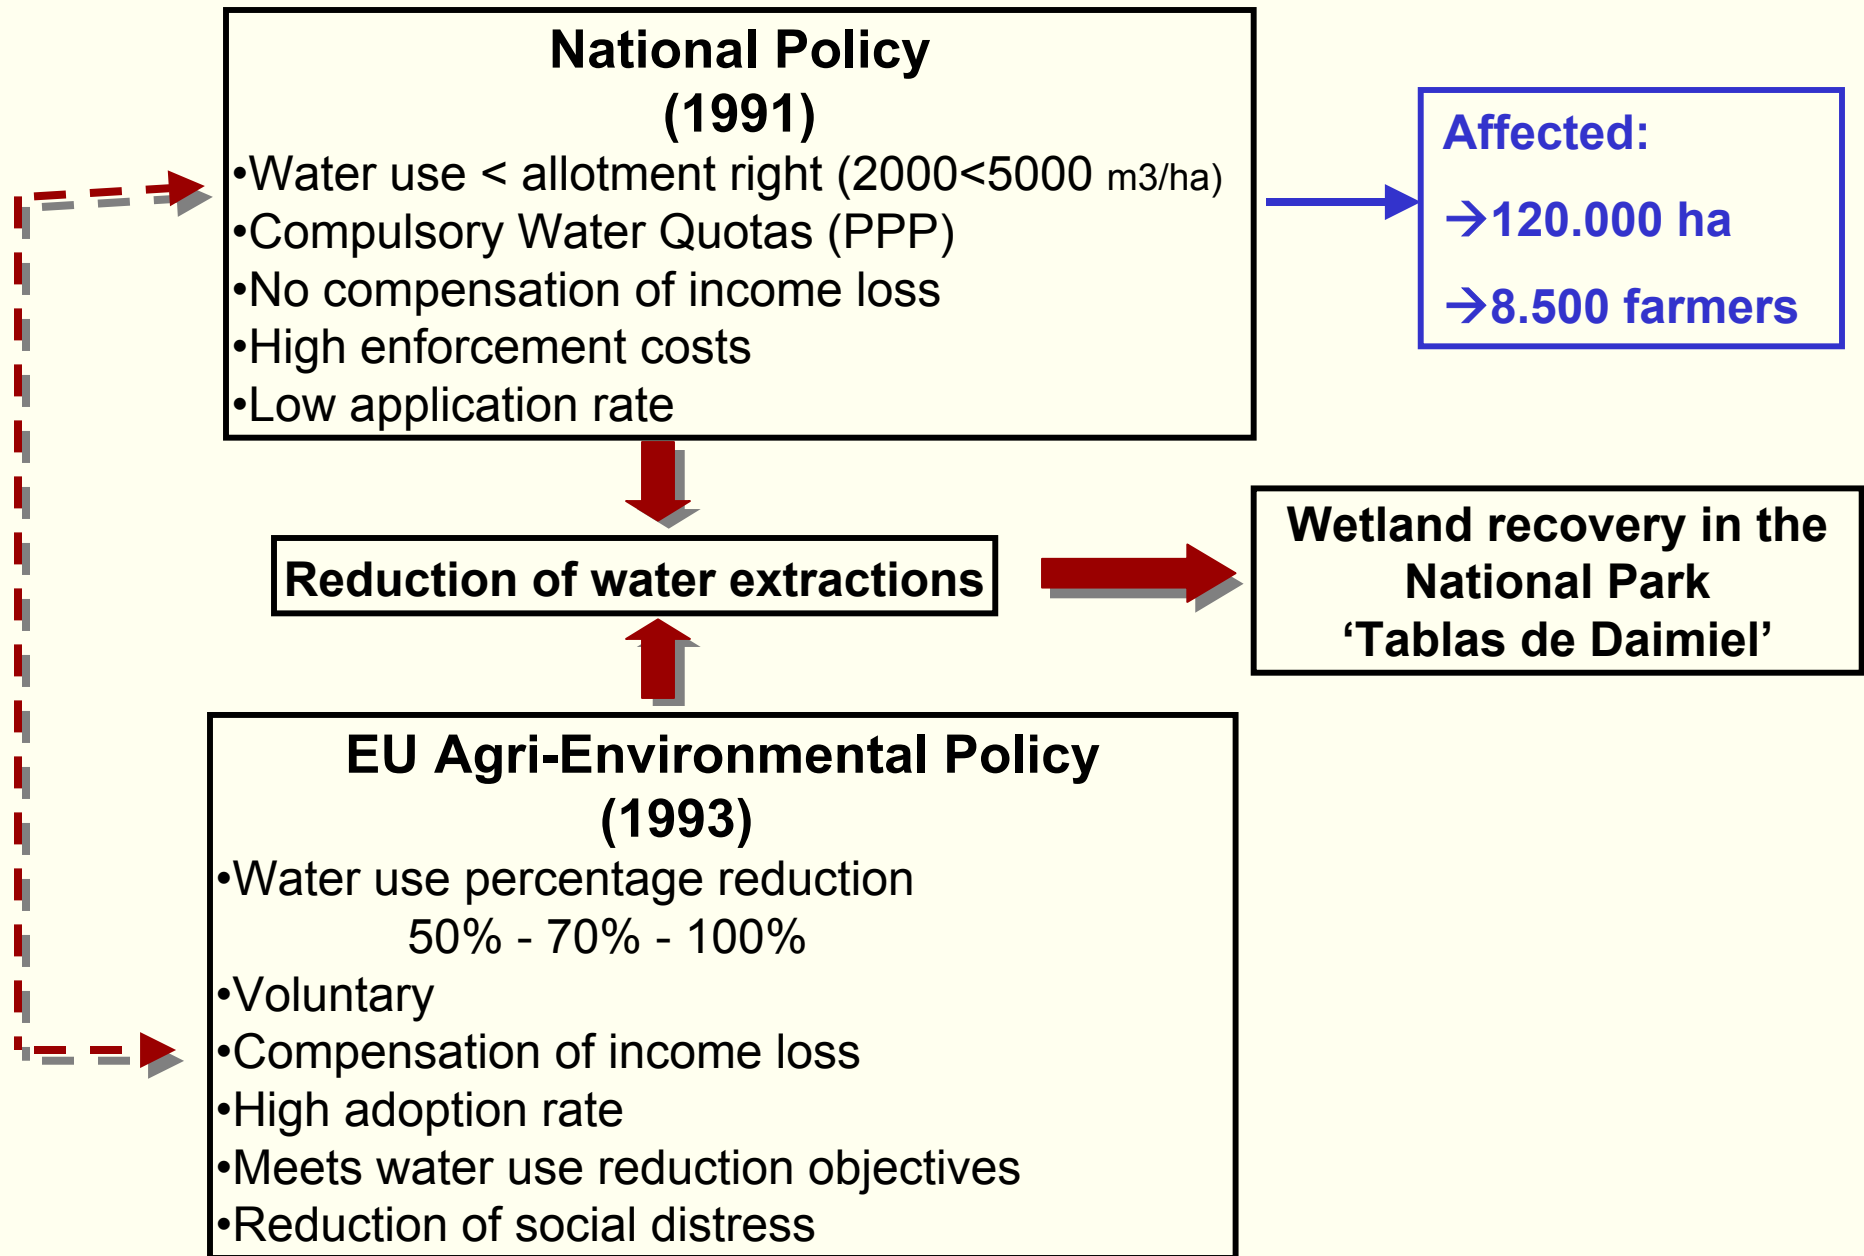 National Policy
(1991)
•Water use < allotment right (2000<5000 m3/ha)
•Compulsory Water Quotas (PPP)
•No compensation of income loss
•High enforcement costs
•Low application rate
Affected:
→120.000 ha
→8.500 farmers
Reduction of water extractions
Wetland recovery in the
National Park
‘Tablas de Daimiel’
EU Agri-Environmental Policy
(1993)
•Water use percentage reduction
50% - 70% - 100%
•Voluntary
•Compensation of income loss
•High adoption rate
•Meets water use reduction objectives
•Reduction of social distress